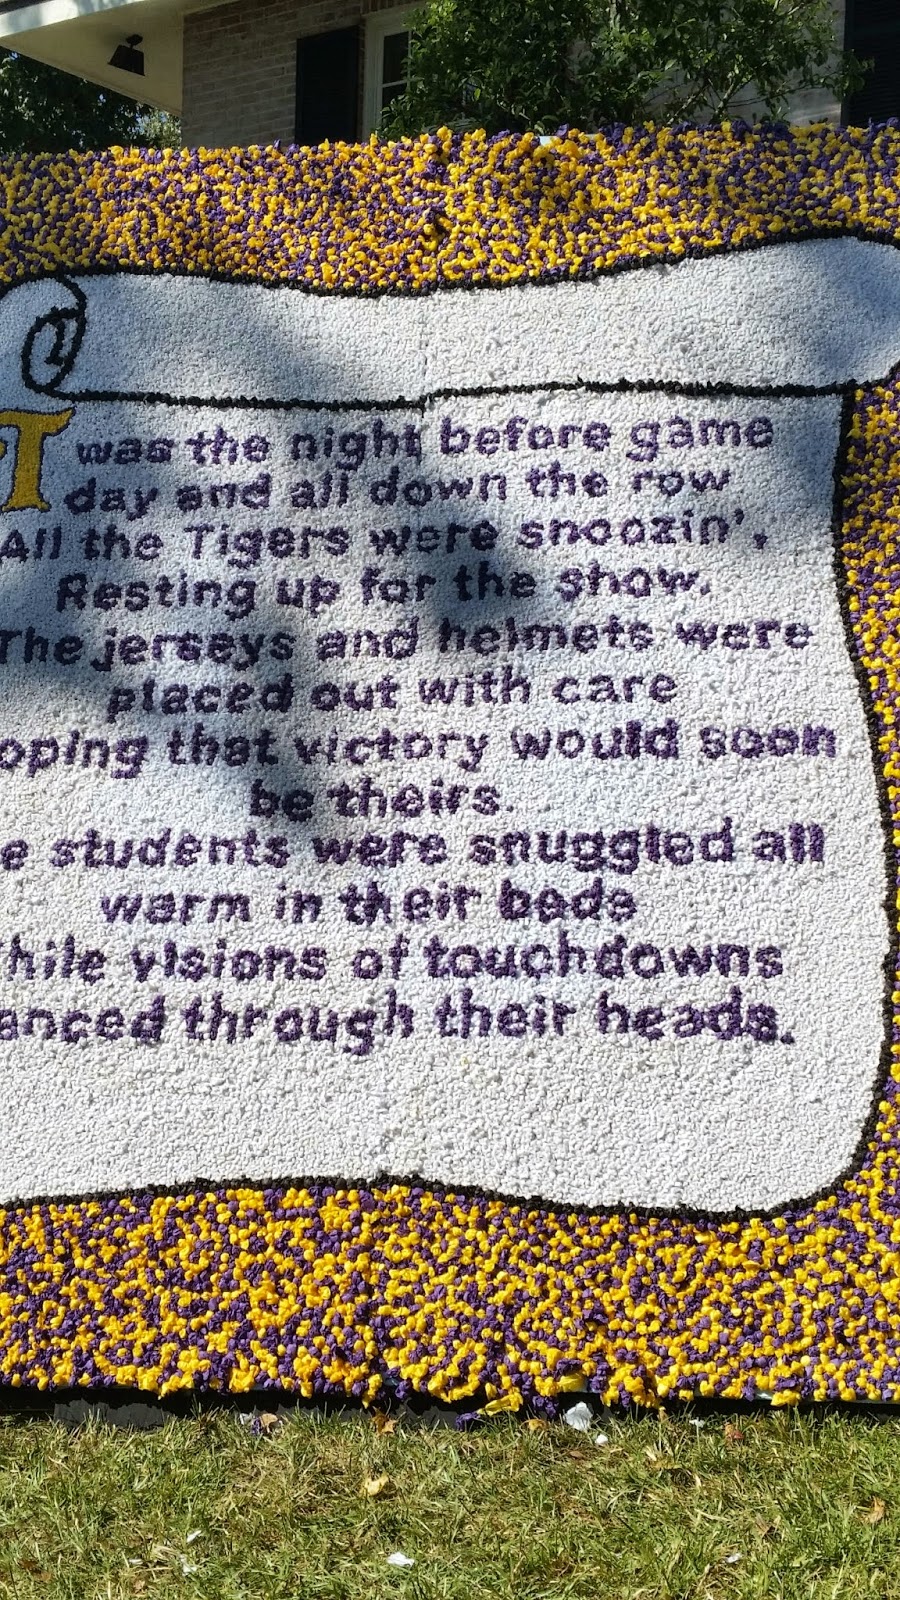 Twas the night before game
day and all down the row
All the Tigers were snoozin',
Resting up for the show.
The jerseys and helmets were
placed out with care
oping that victory would soon
be theirs.
e students were snuggled all
warm in their beds
hile visions of touchdowns
anced through their heads.